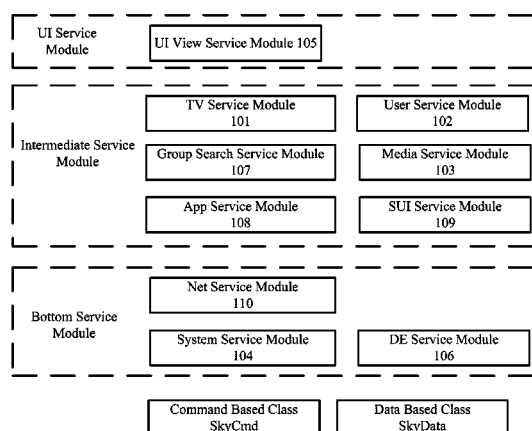 UI Service
Module
UI View Service Module 105
TV Service Module
101
User Service Module
102
Intermediate Service
Module
Group Search Service Module
107
Media Service Module
103
App Service Module
108
SUI Service Module
109
Net Service Module
110
Bottom Service
Module
System Service Module
104
DE Service Module
106
Command Based Class
SkyCmd
Data Based Class
SkyData